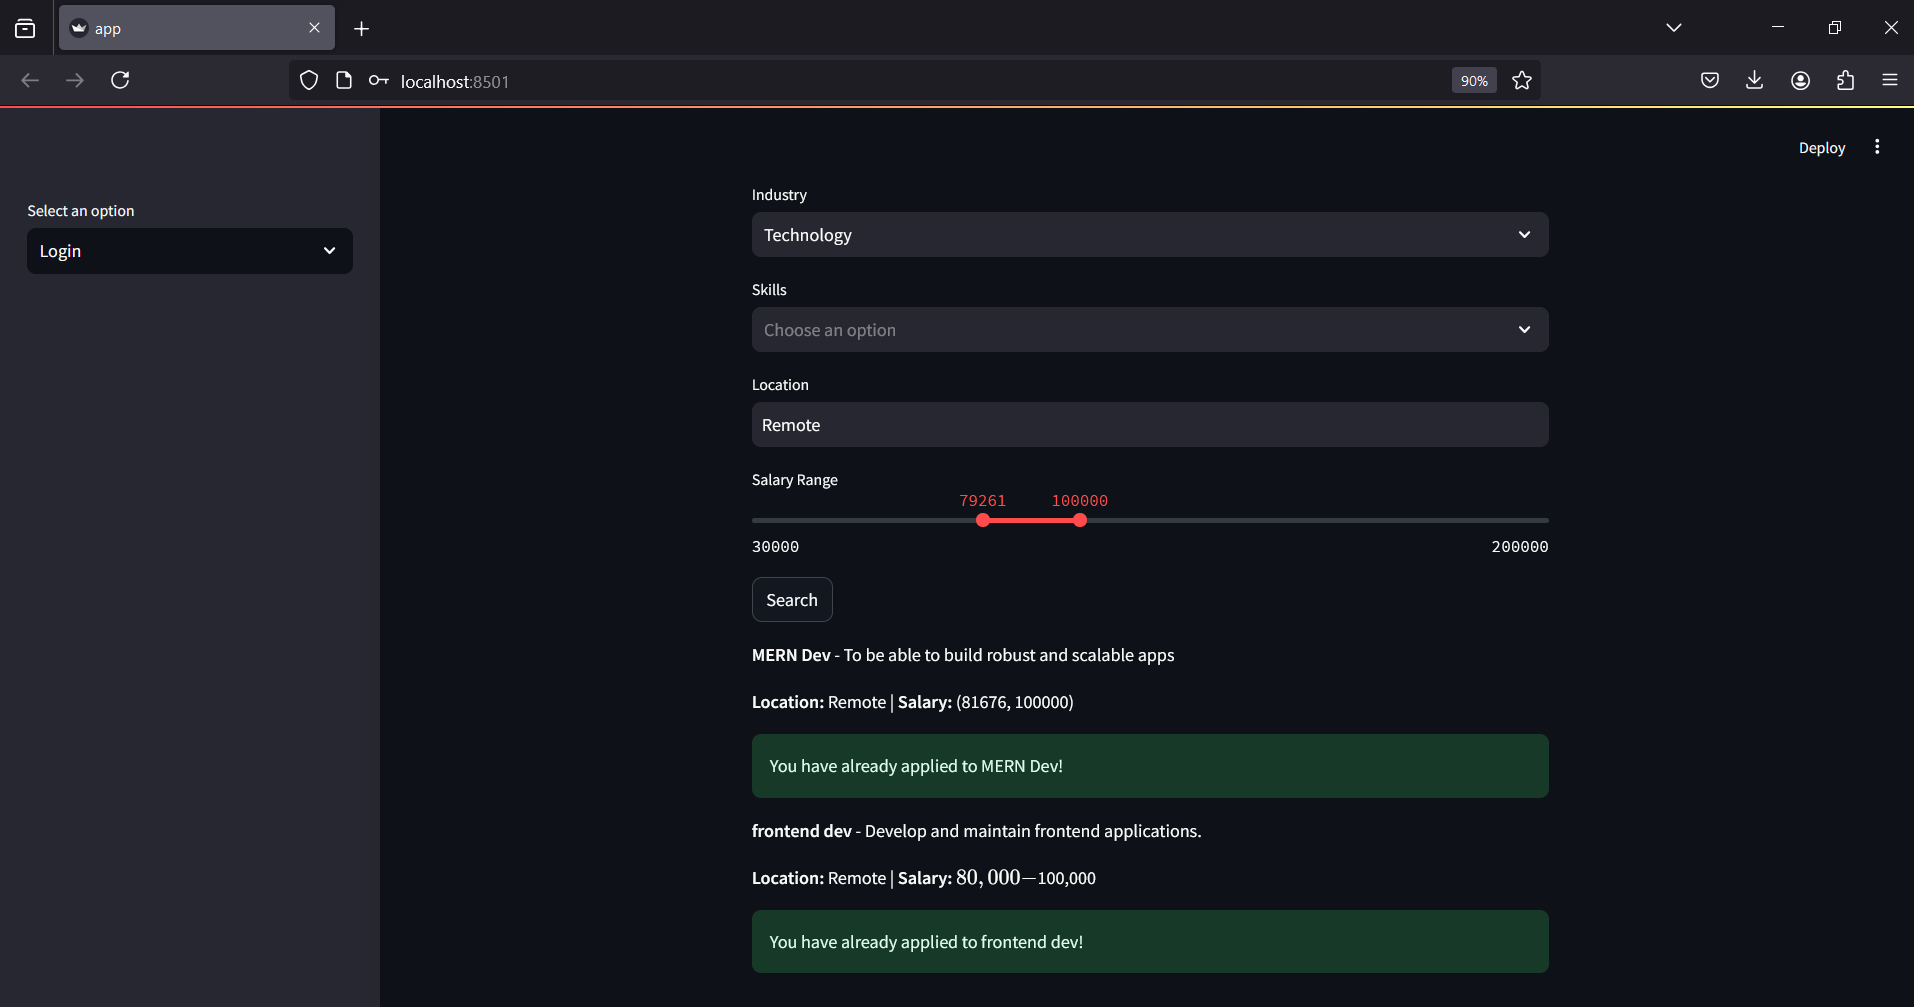 app
localhost:8501
90%
Deploy
Select an option
Login
Industry
Technology
Skills
Choose an option
Location
Remote
Salary Range
79261 100000
30000 200000
Search
MERN Dev - To be able to build robust and scalable apps
Location: Remote | Salary: (81676, 100000)
You have already applied to MERN Dev!
frontend dev - Develop and maintain frontend applications.
Location: Remote | Salary: 80,000−100,000
You have already applied to frontend dev!